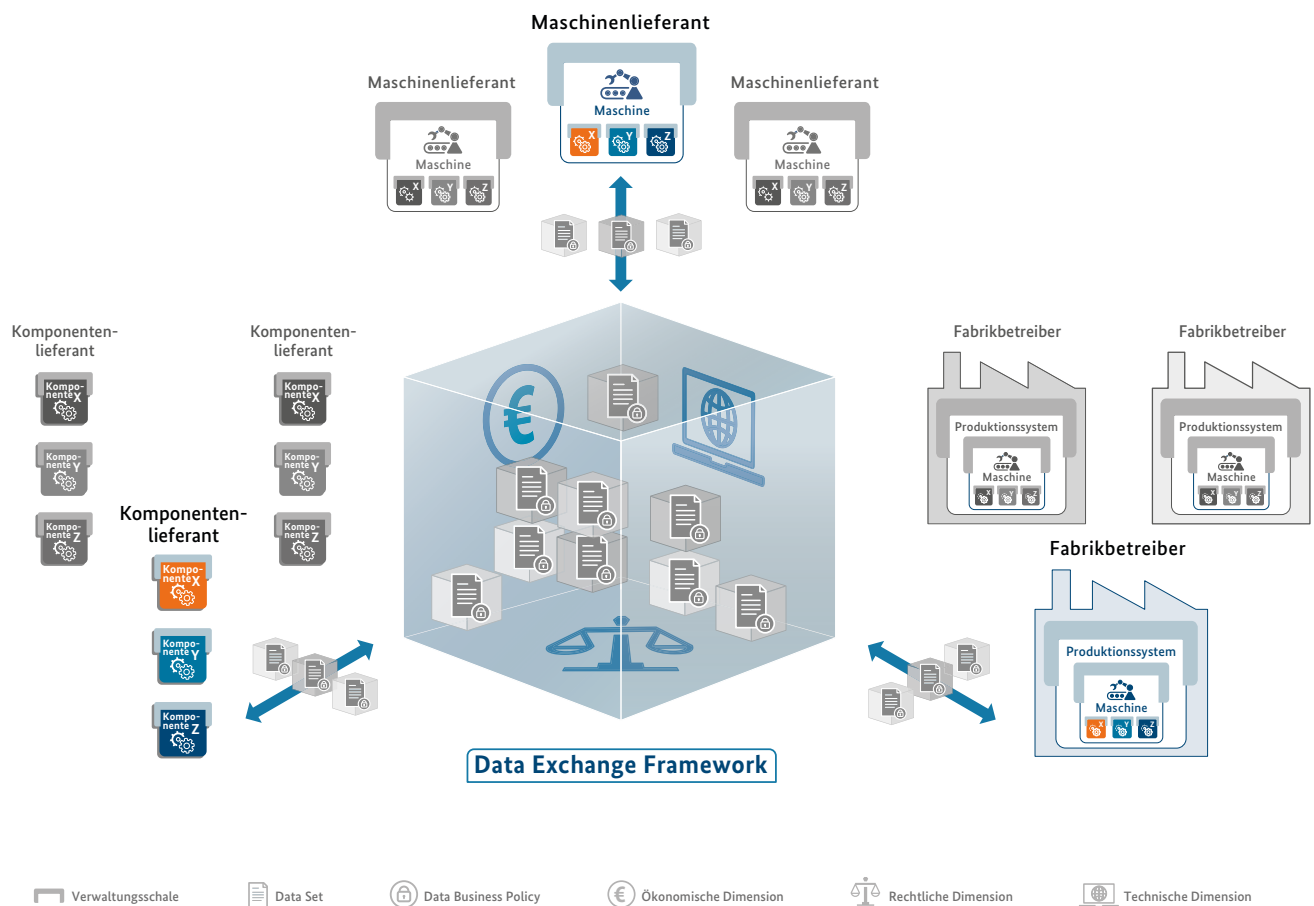 Maschinenlieferant
Maschinenlieferant
Maschinenlieferant
Maschine
X Y Z
Maschine
X Y Z
Maschine
X Y Z
Komponenten-
lieferant
Komponenten-
lieferant
Kompo-
nente X
Kompo-
nente Y
Kompo-
nente Z
Kompo-
nente X
Kompo-
nente Y
Kompo-
nente Z
Komponenten-
lieferant
Kompo-
nente X
Kompo-
nente Y
Kompo-
nente Z
€
Fabrikbetreiber
Produktionssystem
Maschine
X Y Z
Fabrikbetreiber
Produktionssystem
Maschine
X Y Z
Fabrikbetreiber
Produktionssystem
Maschine
X Y Z
Data Exchange Framework
Verwaltungsschale
Data Set
Data Business Policy
€ Ökonomische Dimension
Rechtliche Dimension
Technische Dimension